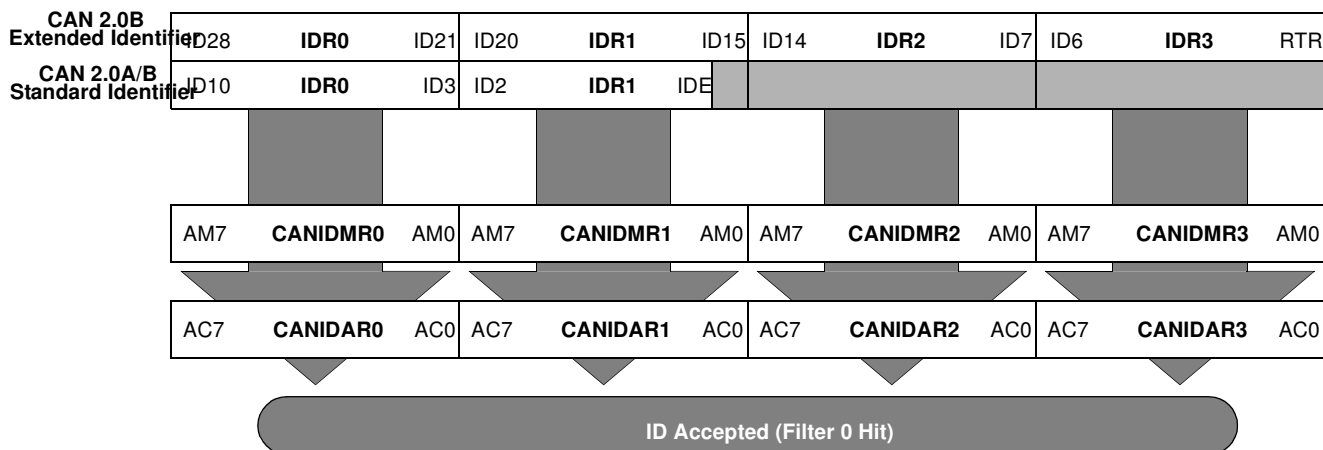 CAN 2.0B
Extended Identifier ID28 IDR0 ID21 ID20 IDR1 ID15 ID14 IDR2 ID7 ID6 IDR3 RTR
CAN 2.0A/B
Standard Identifier ID10 IDR0 ID3 ID2 IDR1 IDE
AM7 CANIDMR0 AM0 AM7 CANIDMR1 AM0 AM7 CANIDMR2 AM0 AM7 CANIDMR3 AM0
AC7 CANIDAR0 AC0 AC7 CANIDAR1 AC0 AC7 CANIDAR2 AC0 AC7 CANIDAR3 AC0
ID Accepted (Filter 0 Hit)